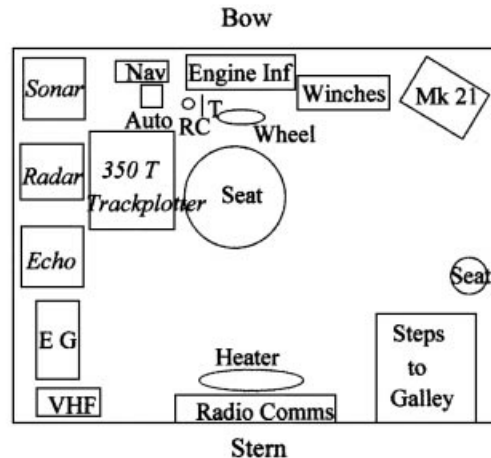 Bow
Sonar
Nav
Engine Inf
Winches
Mk 21
Auto
RC
T
Wheel
Radar
350 T
Trackplotter
Seat
Echo
Seat
E G
Steps
to
Galley
Heater
VHF
Radio Comms
Stern